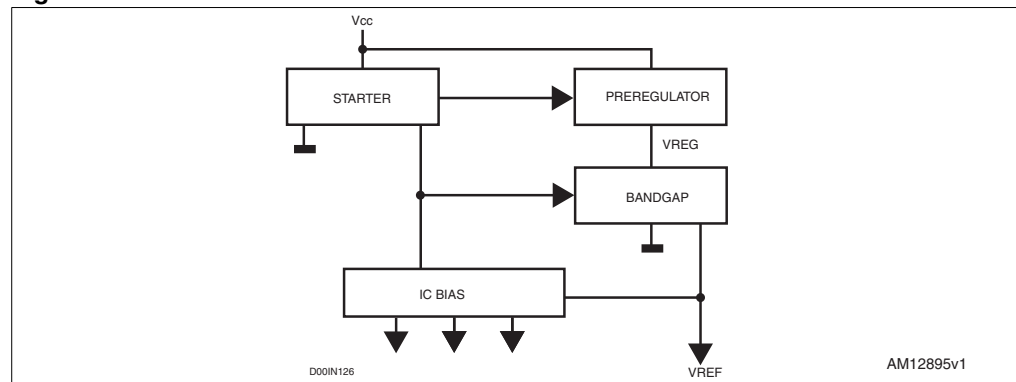 Vcc
STARTER
PREREGULATOR
VREG
BANDGAP
IC BIAS
D00IN126
VREF
AM12895v1